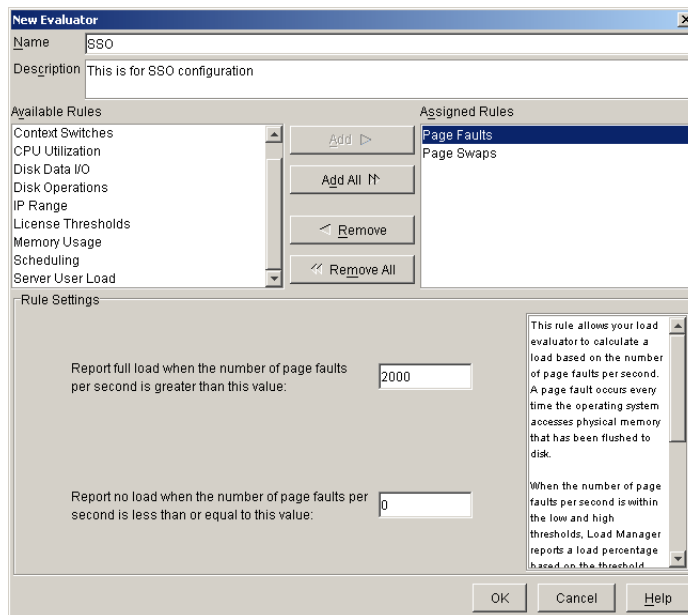 New Evaluator
Name
SSO
Description
This is for SSO configuration
Available Rules
Context Switches
CPU Utilization
Disk Data I/O
Disk Operations
IP Range
License Thresholds
Memory Usage
Scheduling
Server User Load
Add
Add All
Remove
Remove All
Assigned Rules
Page Faults
Page Swaps
Rule Settings
Report full load when the number of page faults
per second is greater than this value:
2000
Report no load when the number of page faults per
second is less than or equal to this value:
0
This rule allows your load
evaluator to calculate a
load based on the number
of page faults per second.
A page fault occurs every
time the operating system
accesses physical memory
that has been flushed to
disk.
When the number of page
faults per second is within
the low and high
thresholds, Load Manager
reports a load percentage
based on the threshold
OK
Cancel
Help